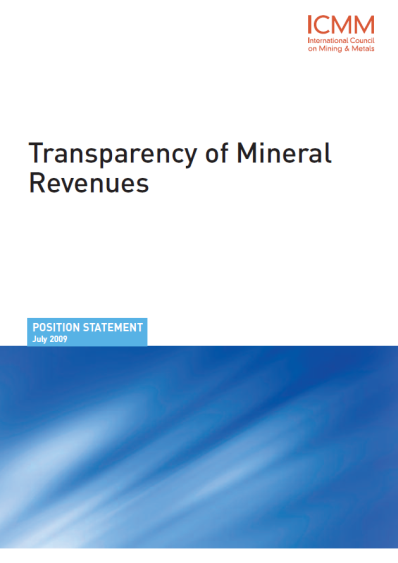 ICMM
International Council
on Mining & Metals
Transparency of Mineral
Revenues
POSITION STATEMENT
July 2009